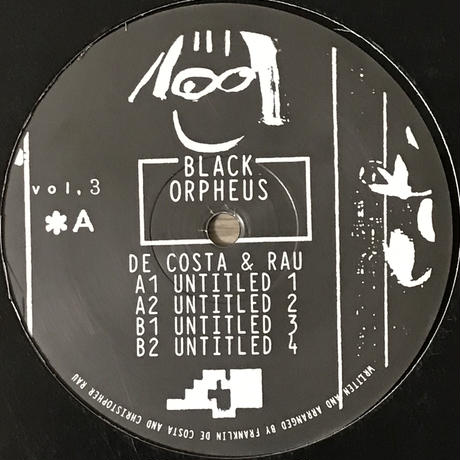 BLACK
ORPHEUS
vol.3
*A
DE COSTA & RAU
A1 UNTITLED 1
A2 UNTITLED 2
B1 UNTITLED 3
B2 UNTITLED 4
WRITTEN AND ARRANGED BY FRANKLIN DE COSTA AND CHRISTOPHER RAU